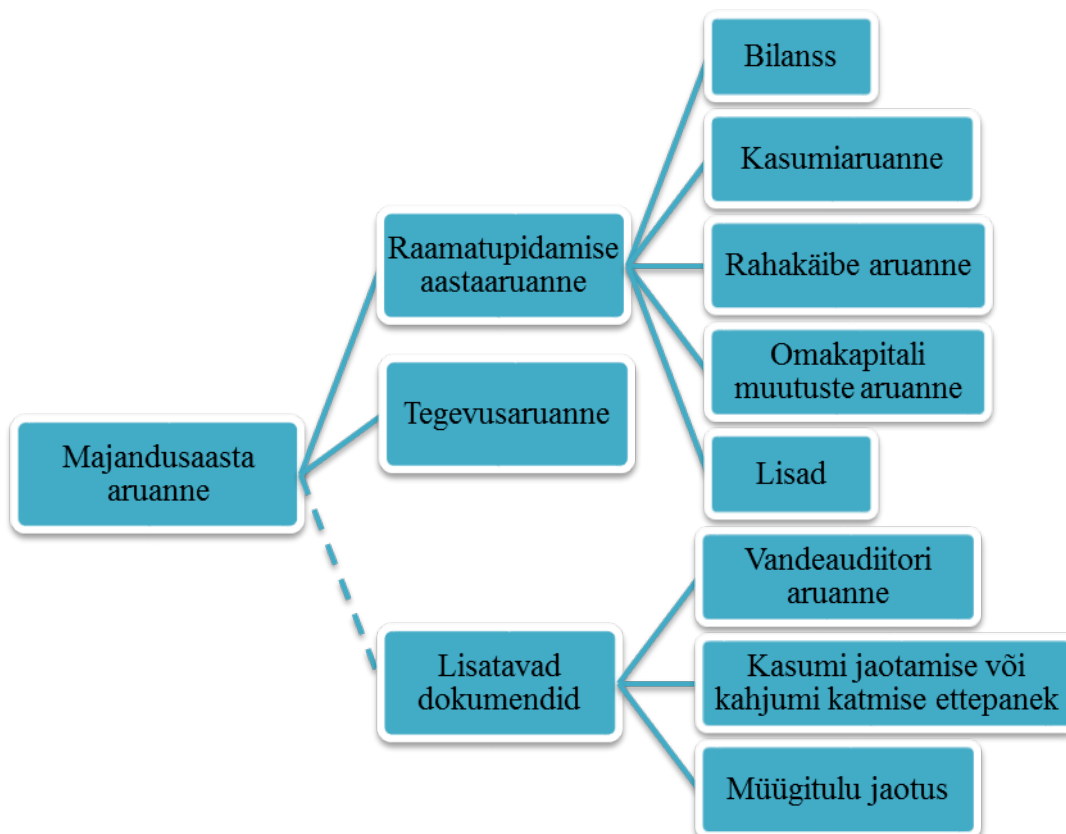 Majandusaasta
aruanne
Raamatupidamise
aastaaruanne
Bilanss
Kasumiaruanne
Rahakäibe aruanne
Omakapitali
muutuste aruanne
Lisad
Tegevusaruanne
Lisatavad
dokumendid
Vandeaudiitori
aruanne
Kasumi jaotamise või
kahjumi katmise ettepanek
Müügitulu jaotus